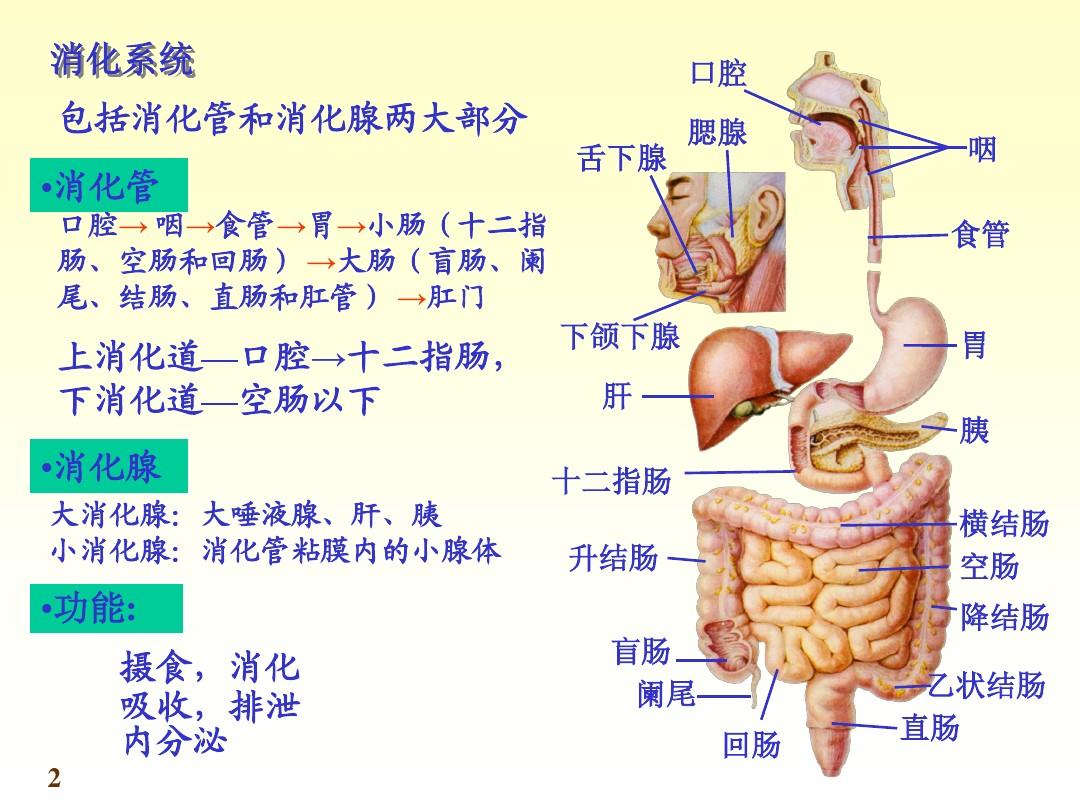 消化系统
包括消化管和消化腺两大部分
•消化管
口腔→ 咽→食管→胃→小肠（十二指
肠、空肠和回肠） →大肠（盲肠、阑
尾、结肠、直肠和肛管） →肛门
上消化道—口腔→十二指肠，
下消化道—空肠以下
•消化腺
大消化腺：大唾液腺、肝、胰
小消化腺：消化管粘膜内的小腺体
•功能:
摄食，消化
吸收，排泄
内分泌
2
口腔
腮腺
舌下腺
咽
食管
下颌下腺
胃
肝
胰
十二指肠
横结肠
升结肠
空肠
降结肠
盲肠
阑尾
乙状结肠
直肠
回肠